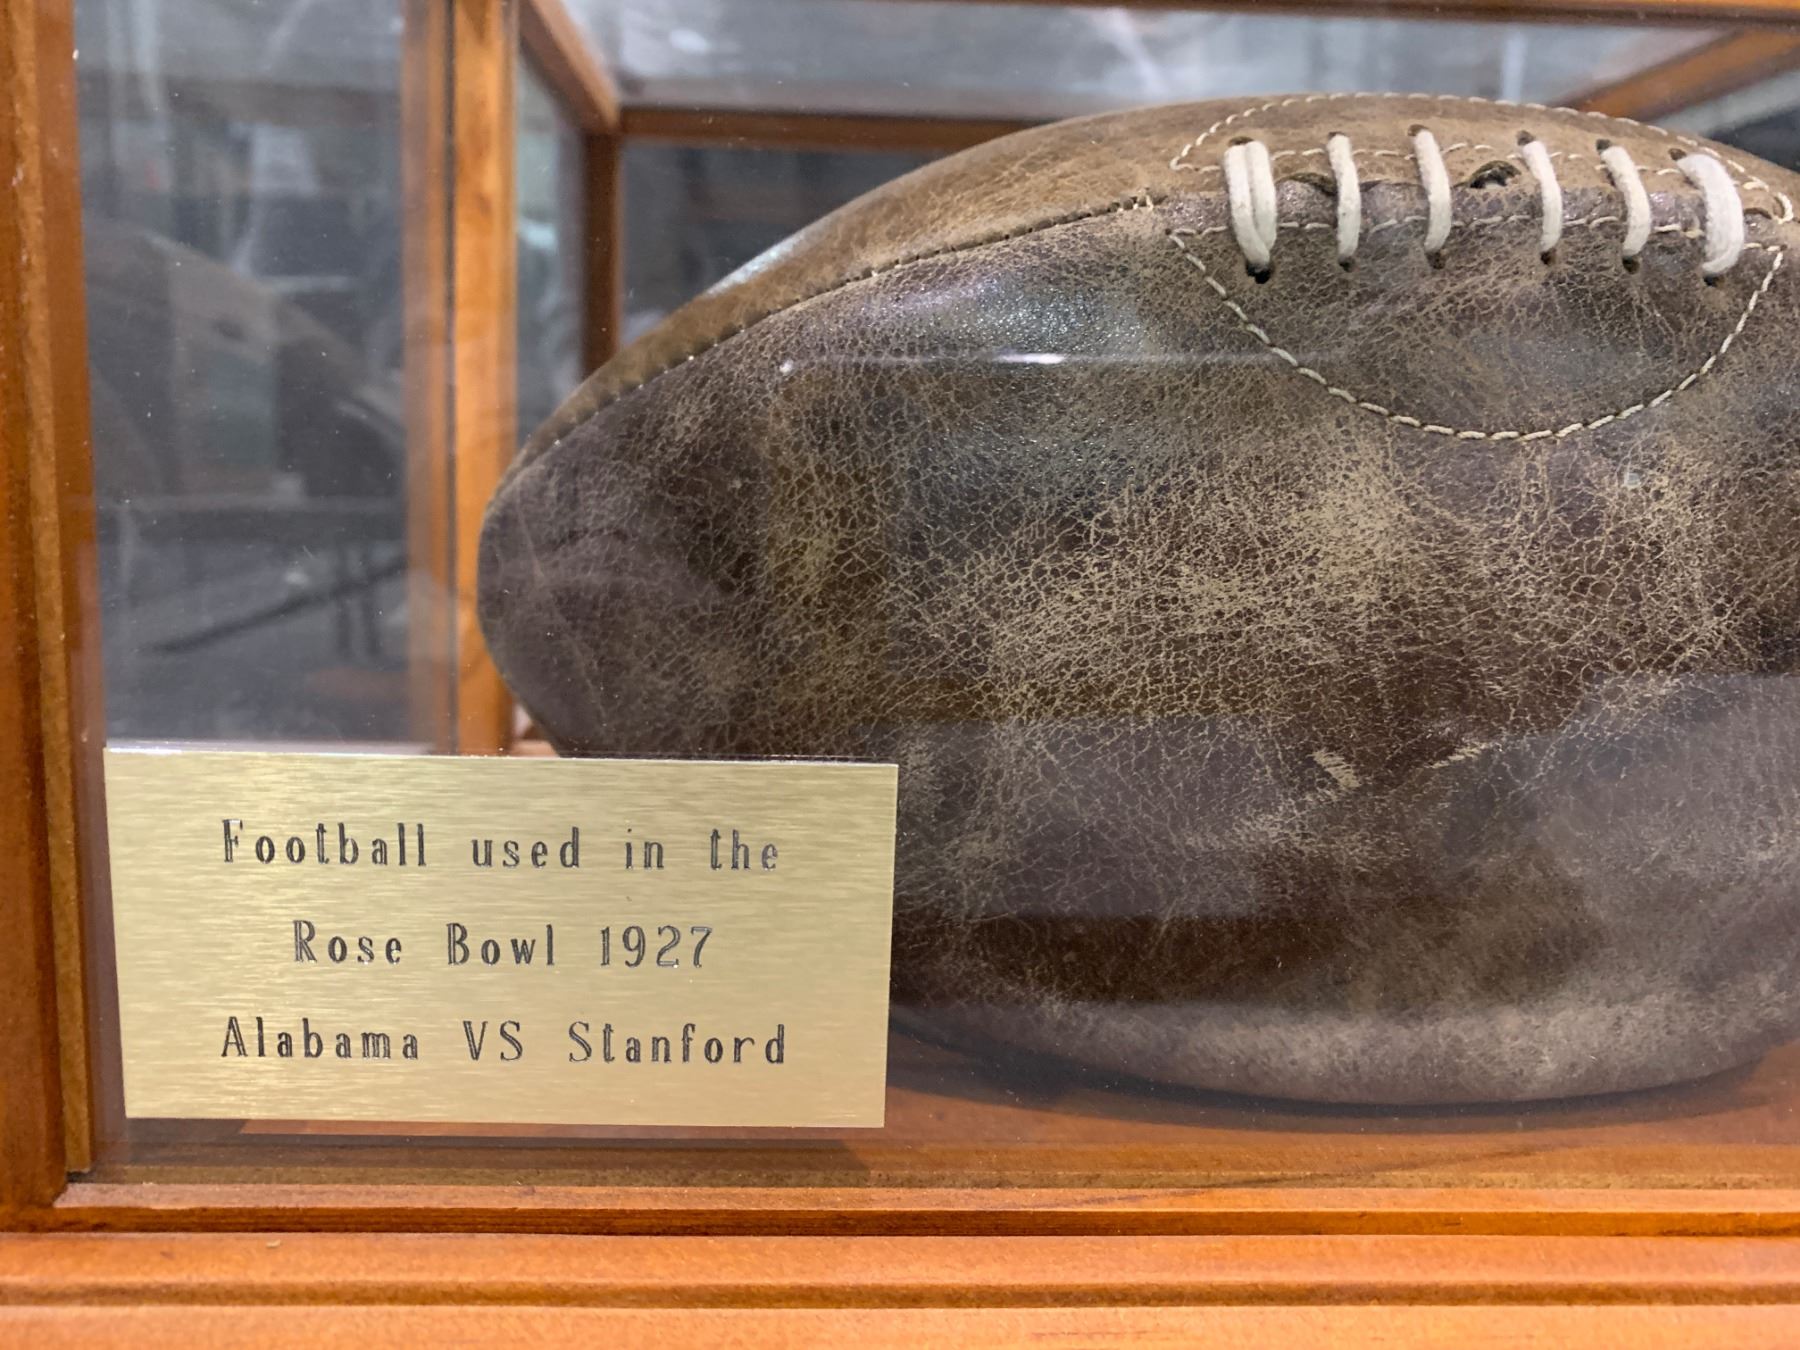 Football used in the
Rose Bowl 1927
Alabama VS Stanford